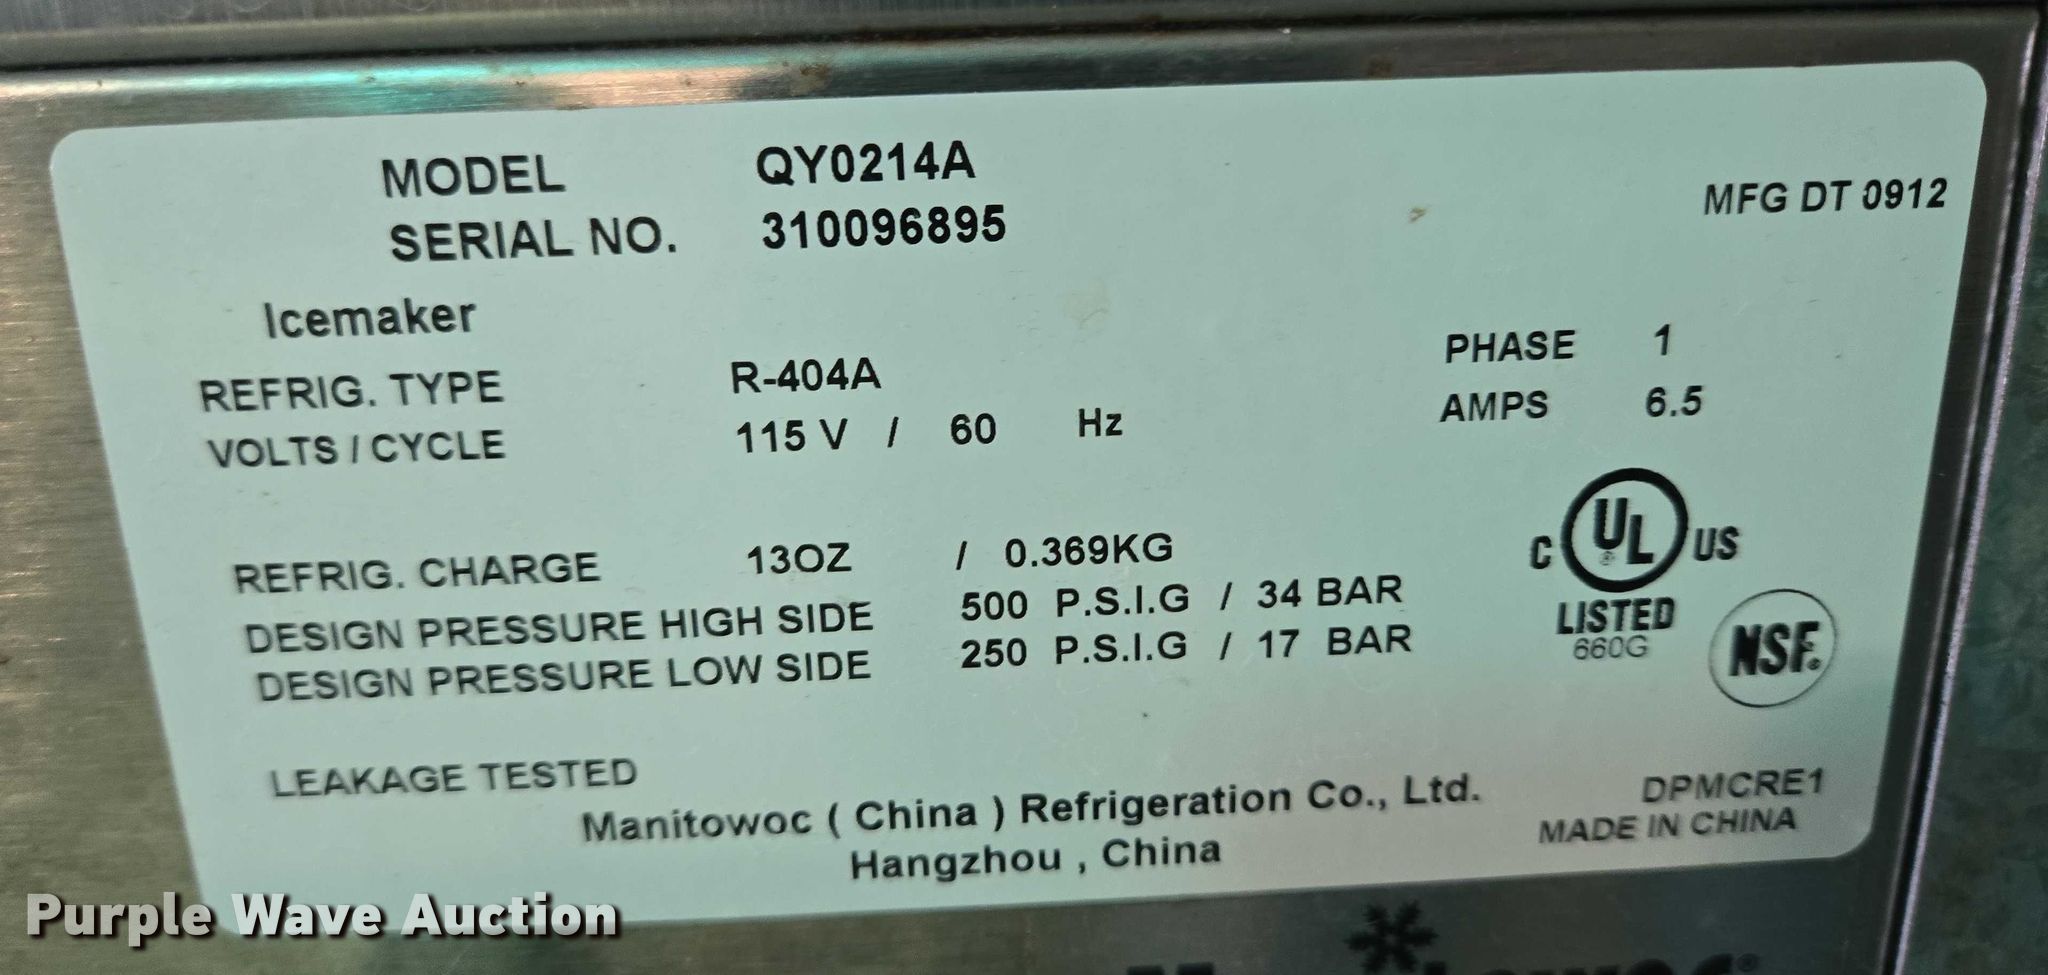 MODEL QY0214A
SERIAL NO. 310096895
MFG DT 0912
Icemaker
REFRIG. TYPE R-404A
PHASE 1
VOLTS / CYCLE 115 V / 60 Hz
AMPS 6.5
REFRIG. CHARGE 13OZ / 0.369KG
DESIGN PRESSURE HIGH SIDE 500 P.S.I.G / 34 BAR
DESIGN PRESSURE LOW SIDE 250 P.S.I.G / 17 BAR
C UL ® US
LISTED
660G
NSF.
LEAKAGE TESTED
Manitowoc ( China ) Refrigeration Co., Ltd.
Hangzhou , China
DPMCRE1
MADE IN CHINA
Purple Wave Auction